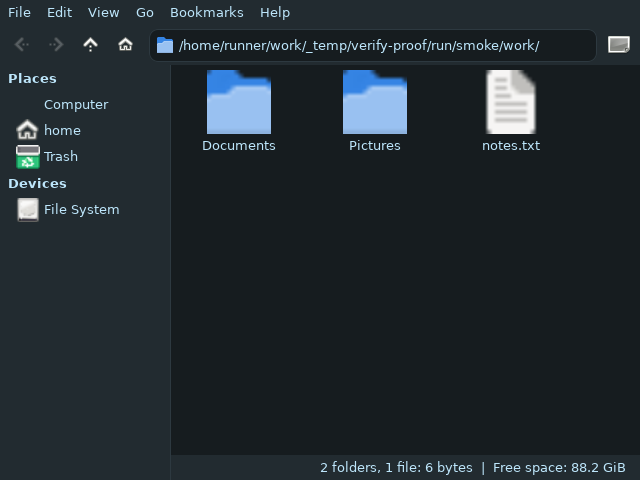 File Edit View Go Bookmarks Help
/home/runner/work/_temp/verify-proof/run/smoke/work/
Places
Computer
home
Trash
Devices
File System
Documents Pictures notes.txt
2 folders, 1 file: 6 bytes | Free space: 88.2 GiB